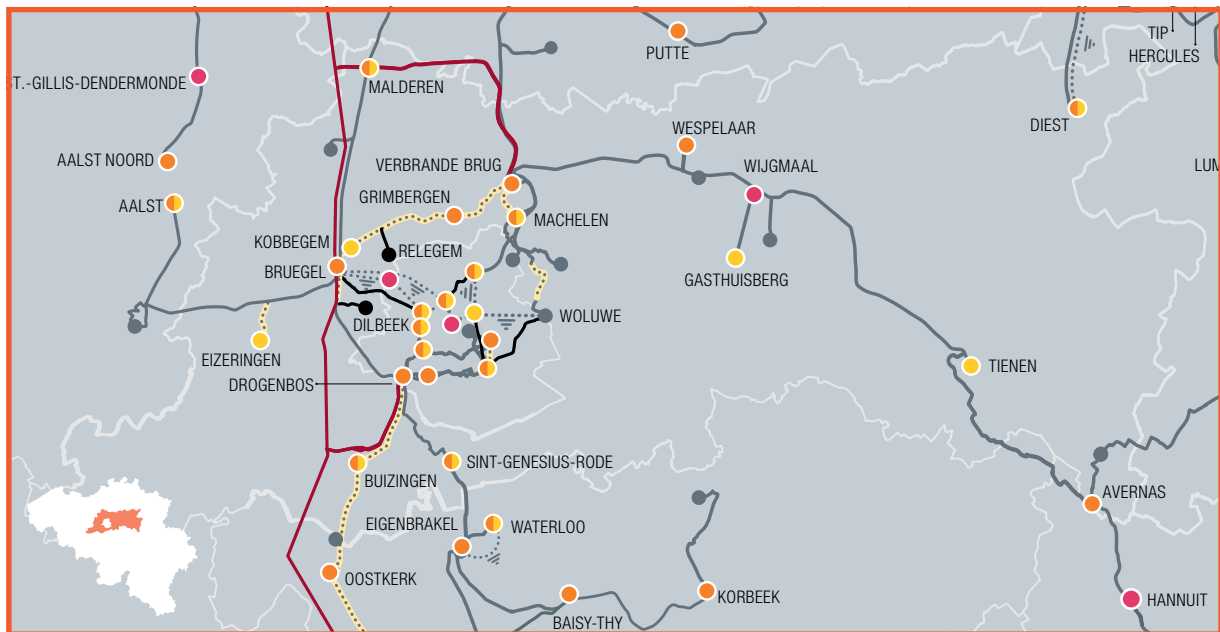 TIP
HERCULES
PUTTE
ST.-GILLIS-DENDERMONDE
MALDEREN
DIEST
WESPELAAR
AALST NOORD
VERBRANDE BRUG
WIJGMAAL
LUM
GRIMBERGEN
AALST
MACHELEN
KOBBEGEM
RELEGEM
BRUEGEL
GASTHUISBERG
DILBEEK
WOLUWE
EIZERINGEN
TIENEN
DROGENBOS
SINT-GENESIUS-RODE
BUIZINGEN
AVERNAS
EIGENBRAKEL
WATERLOO
OOSTKERK
KORBEEK
HANNUIT
BAISY-THY